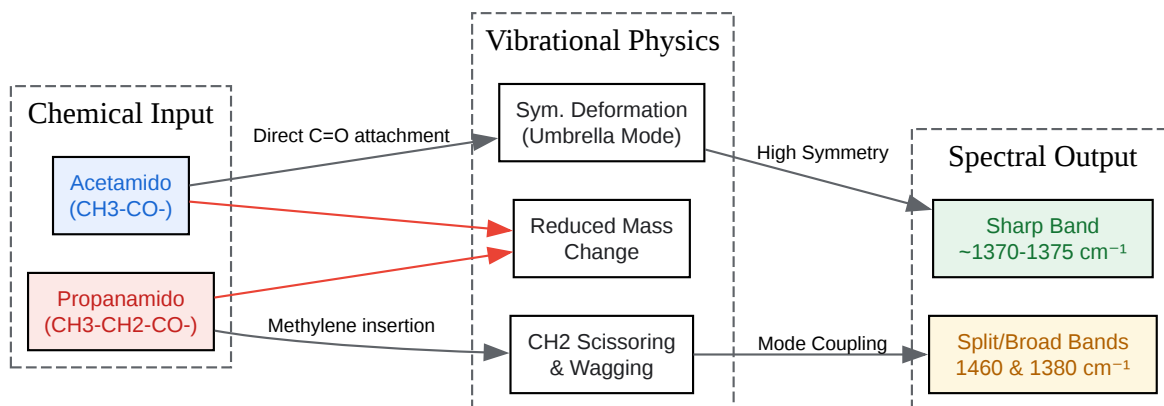 Chemical Input
Acetamido
(CH3-CO-)
Propanamido
(CH3-CH2-CO-)
Direct C=O attachment
Methylene insertion
Vibrational Physics
Sym. Deformation
(Umbrella Mode)
Reduced Mass
Change
CH2 Scissoring
& Wagging
High Symmetry
Mode Coupling
Spectral Output
Sharp Band
~1370-1375 cm⁻¹
Split/Broad Bands
1460 & 1380 cm⁻¹